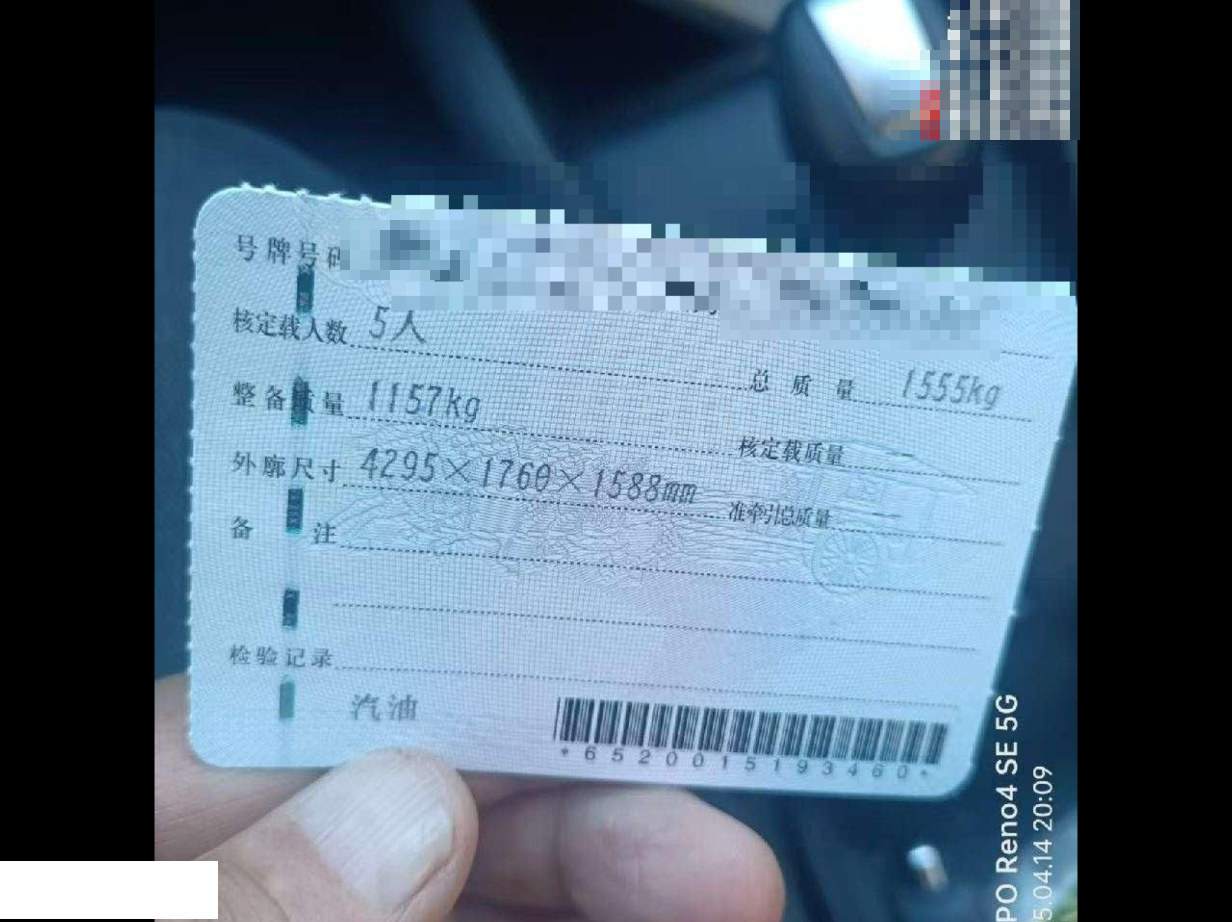 号牌号码
核定载人数 5人
总质量 1555kg
整备质量 1157kg
核定载质量
外廓尺寸 4295×1760×1588mm
准牵引总质量
备注
检验记录
汽油
*6520015193460*
PO Reno4 SE 5G
5.04.14 20:09